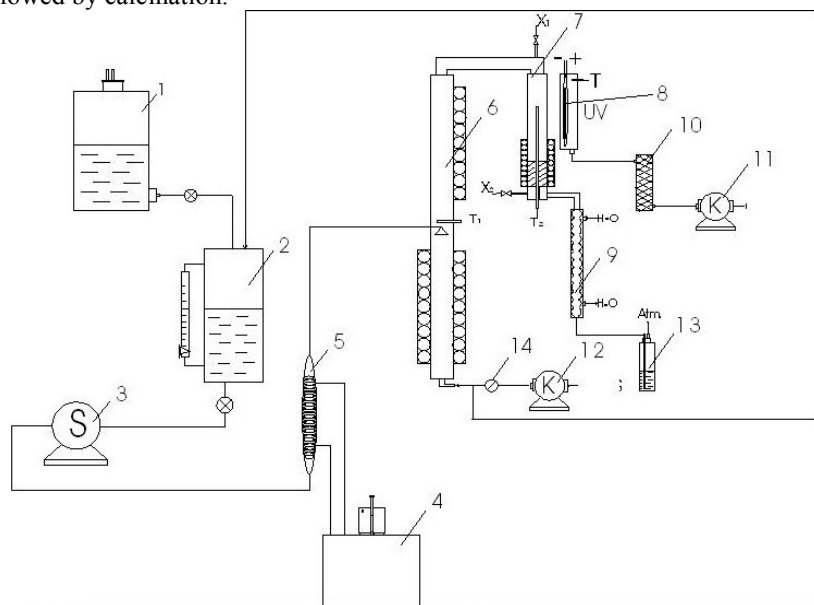 lowed by calcination.
X₁
7
1
- +
T
8
UV
6
10
11
K
X₂
T₁
T₂
H₂O
9
H₂O
2
Atm.
13
14
12
K
5
3
S
4